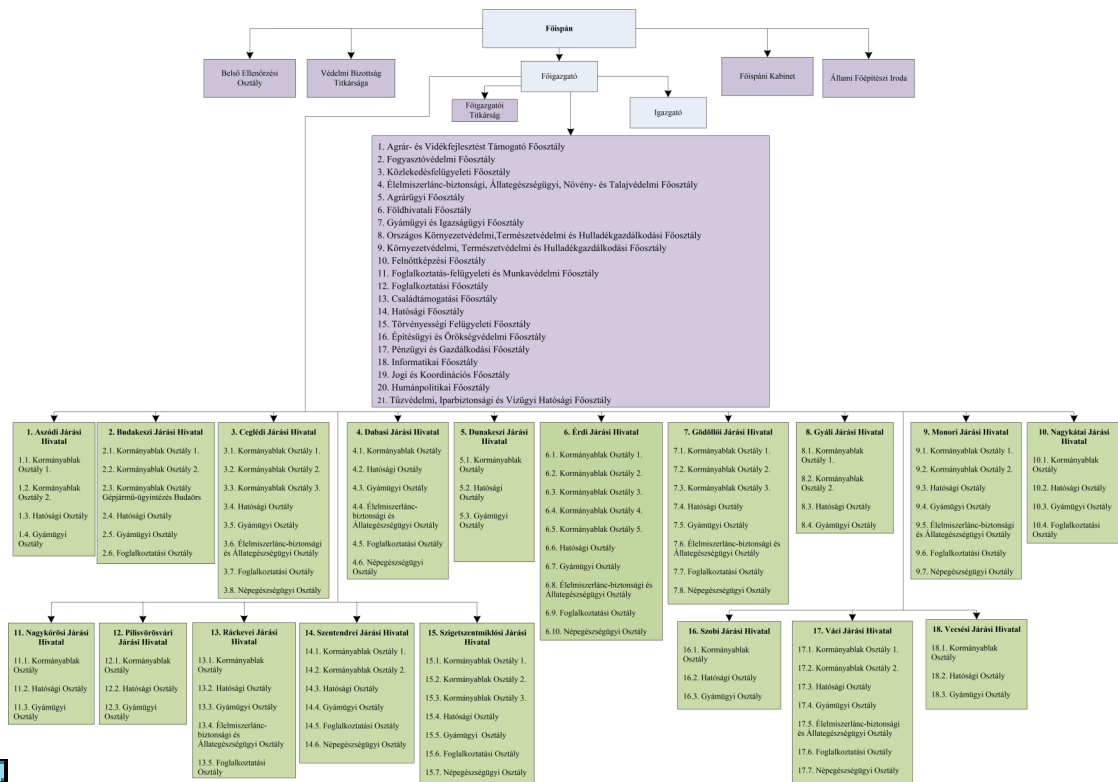 Főispán
Belső Ellenőrzési
Osztály
Védelmi Bizottság
Titkársága
Főigazgató
Főispáni Kabinet
Állami Főépítészi Iroda
Főigazgatói
Titkárság
Igazgató
1. Agrár- és Vidékfejlesztést Támogató Főosztály
2. Fogyasztóvédelmi Főosztály
3. Közlekedésfelügyeleti Főosztály
4. Élelmiszerlánc-biztonsági, Állategészségügyi, Növény- és Talajvédelmi Főosztály
5. Agrárügyi Főosztály
6. Földhivatali Főosztály
7. Gyámügyi és Igazságügyi Főosztály
8. Országos Környezetvédelmi,Természetvédelmi és Hulladékgazdálkodási Főosztály
9. Környezetvédelmi, Természetvédelmi és Hulladékgazdálkodási Főosztály
10. Felnőttképzési Főosztály
11. Foglalkoztatás-felügyeleti és Munkavédelmi Főosztály
12. Foglalkoztatási Főosztály
13. Családtámogatási Főosztály
14. Hatósági Főosztály
15. Törvényességi Felügyeleti Főosztály
16. Építésügyi és Örökségvédelmi Főosztály
17. Pénzügyi és Gazdálkodási Főosztály
18. Informatikai Főosztály
19. Jogi és Koordinációs Főosztály
20. Humánpolitikai Főosztály
21. Tűzvédelmi, Iparbiztonsági és Vízügyi Hatósági Főosztály
1. Aszódi Járási
Hivatal
1.1. Kormányablak
Osztály 1.
1.2. Kormányablak
Osztály 2.
1.3. Hatósági Osztály
1.4. Gyámügyi
Osztály
2. Budakeszi Járási
Hivatal
2.1. Kormányablak Osztály 1.
2.2. Kormányablak Osztály 2.
2.3. Kormányablak Osztály
Gépjármű-ügyintézés Budaörs
2.4. Hatósági Osztály
2.5. Gyámügyi Osztály
2.6. Foglalkoztatási Osztály
3. Ceglédi Járási
Hivatal
3.1. Kormányablak Osztály 1.
3.2. Kormányablak Osztály 2.
3.3. Kormányablak Osztály 3.
3.4. Hatósági Osztály
3.5. Gyámügyi Osztály
3.6. Élelmiszerlánc-biztonsági
és Állategészségügyi Osztály
3.7. Foglalkoztatási Osztály
3.8. Népegészségügyi Osztály
4. Dabasi Járási Hivatal
4.1. Kormányablak Osztály
4.2. Hatósági Osztály
4.3. Gyámügyi Osztály
4.4. Élelmiszerlánc-
biztonsági és
Állategészségügyi Osztály
4.5. Foglalkoztatási Osztály
4.6. Népegészségügyi
Osztály
5. Dunakeszi Járási
Hivatal
5.1. Kormányablak
Osztály
5.2. Hatósági
Osztály
5.3. Gyámügyi
Osztály
6. Érdi Járási Hivatal
6.1. Kormányablak Osztály 1.
6.2. Kormányablak Osztály 2.
6.3. Kormányablak Osztály 3.
6.4. Kormányablak Osztály 4.
6.5. Kormányablak Osztály 5.
6.6. Hatósági Osztály
6.7. Gyámügyi Osztály
6.8. Élelmiszerlánc-biztonsági és
Állategészségügyi Osztály
6.9. Foglalkoztatási Osztály
6.10. Népegészségügyi Osztály
7. Gödöllői Járási Hivatal
7.1. Kormányablak Osztály 1.
7.2. Kormányablak Osztály 2.
7.3. Kormányablak Osztály 3.
7.4. Hatósági Osztály
7.5. Gyámügyi Osztály
7.6. Élelmiszerlánc-biztonsági és
Állategészségügyi Osztály
7.7. Foglalkoztatási Osztály
7.8. Népegészségügyi Osztály
8. Gyáli Járási Hivatal
8.1. Kormányablak
Osztály 1.
8.2. Kormányablak
Osztály 2.
8.3. Hatósági Osztály
8.4. Gyámügyi Osztály
9. Monori Járási Hivatal
9.1. Kormányablak Osztály 1.
9.2. Kormányablak Osztály 2.
9.3. Hatósági Osztály
9.4. Gyámügyi Osztály
9.5. Élelmiszerlánc-biztonsági
és Állategészségügyi Osztály
9.6. Foglalkoztatási Osztály
9.7. Népegészségügyi Osztály
10. Nagykátai Járási
Hivatal
10.1. Kormányablak
Osztály
10.2. Hatósági Osztály
10.3. Gyámügyi
Osztály
10.4. Foglalkoztatási
Osztály
11. Nagykőrösi Járási
Hivatal
11.1. Kormányablak
Osztály
11.2. Hatósági Osztály
11.3. Gyámügyi
Osztály
12. Pilisvörösvári
Járási Hivatal
12.1. Kormányablak
Osztály
12.2. Hatósági Osztály
12.3. Gyámügyi
Osztály
13. Ráckevei Járási
Hivatal
13.1. Kormányablak
Osztály
13.2. Hatósági Osztály
13.3. Gyámügyi Osztály
13.4. Élelmiszerlánc-
biztonsági és
Állategészségügyi Osztály
13.5. Foglalkoztatási
Osztály
14. Szentendrei Járási Hivatal
14.1. Kormányablak Osztály 1.
14.2. Kormányablak Osztály 2.
14.3. Hatósági Osztály
14.4. Gyámügyi Osztály
14.5. Foglalkoztatási Osztály
14.6. Népegészségügyi Osztály
15. Szigetszentmiklósi Járási
Hivatal
15.1. Kormányablak Osztály 1.
15.2. Kormányablak Osztály 2.
15.3. Kormányablak Osztály 3.
15.4. Hatósági Osztály
15.5. Gyámügyi Osztály
15.6. Foglalkoztatási Osztály
15.7. Népegészségügyi Osztály
16. Szobi Járási Hivatal
16.1. Kormányablak
Osztály
16.2. Hatósági Osztály
16.3. Gyámügyi Osztály
17. Váci Járási Hivatal
17.1. Kormányablak Osztály 1.
17.2. Kormányablak Osztály 2.
17.3. Hatósági Osztály
17.4. Gyámügyi Osztály
17.5. Élelmiszerlánc-biztonsági
és Állategészségügyi Osztály
17.6. Foglalkoztatási Osztály
17.7. Népegészségügyi Osztály
18. Vecsési Járási Hivatal
18.1. Kormányablak
Osztály
18.2. Hatósági Osztály
18.3. Gyámügyi Osztály